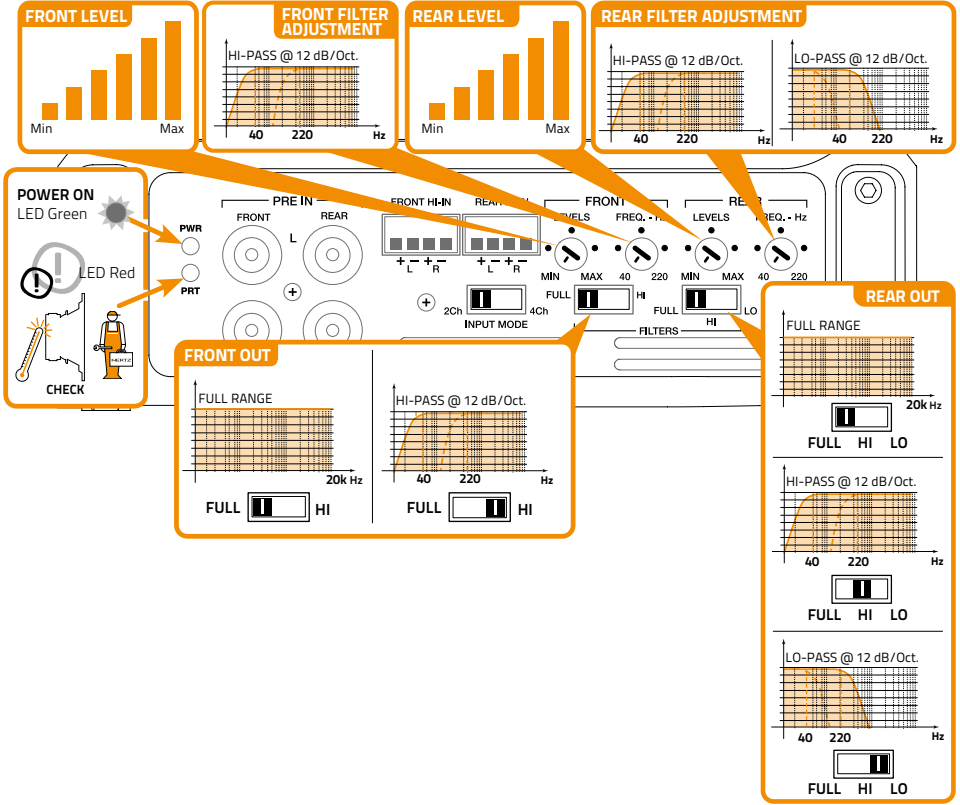 FRONT LEVEL
Min
Max
FRONT FILTER
ADJUSTMENT
HI-PASS @ 12 dB/Oct.
40
220
Hz
REAR LEVEL
Min
Max
REAR FILTER ADJUSTMENT
HI-PASS @ 12 dB/Oct.
40
220
Hz
LO-PASS @ 12 dB/Oct.
40
220
Hz
POWER ON
LED Green
LED Red
HERTZ
CHECK
PWR
PRT
PRE IN
FRONT
REAR
L
FRONT HI-IN
+ - + -
L R
REAR
+ - + -
L R
2Ch
4Ch
INPUT MODE
FRONT
LEVELS
FREQ. - Hz
MIN
MAX
40
220
FULL
HI
REAR
LEVELS
FREQ. - Hz
MIN
MAX
40
220
FULL
HI
LO
FILTERS
FRONT OUT
FULL RANGE
20k Hz
FULL
HI
HI-PASS @ 12 dB/Oct.
40
220
Hz
FULL
HI
REAR OUT
FULL RANGE
20k Hz
FULL HI LO
HI-PASS @ 12 dB/Oct.
40
220
Hz
FULL HI LO
LO-PASS @ 12 dB/Oct.
40
220
Hz
FULL HI LO